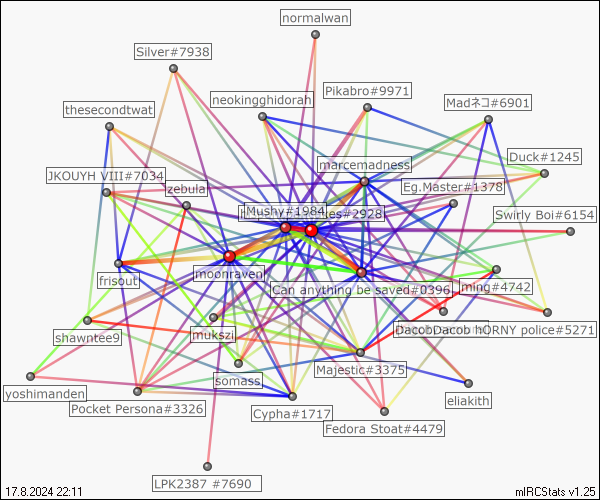 normalwan
Silver#7938
Pikabro#9971
neokingghidorah
Madネコ#6901
thesecondtwat
marcemadness
Duck#1245
JKOUYH VIII#7034
zebula
Eg.Master#1378
Mushy#1984
es#2928
Swirly Boi#6154
moonraven
frisout
Can anything be saved#0396
ming#4742
shawntee9
mukszi
Dacob hORNY police#5271
Majestic#3375
somass
yoshimanden
Pocket Persona#3326
Cypha#1717
eliakith
Fedora Stoat#4479
LPK2387 #7690
17.8.2024 22:11
mIRCStats v1.25